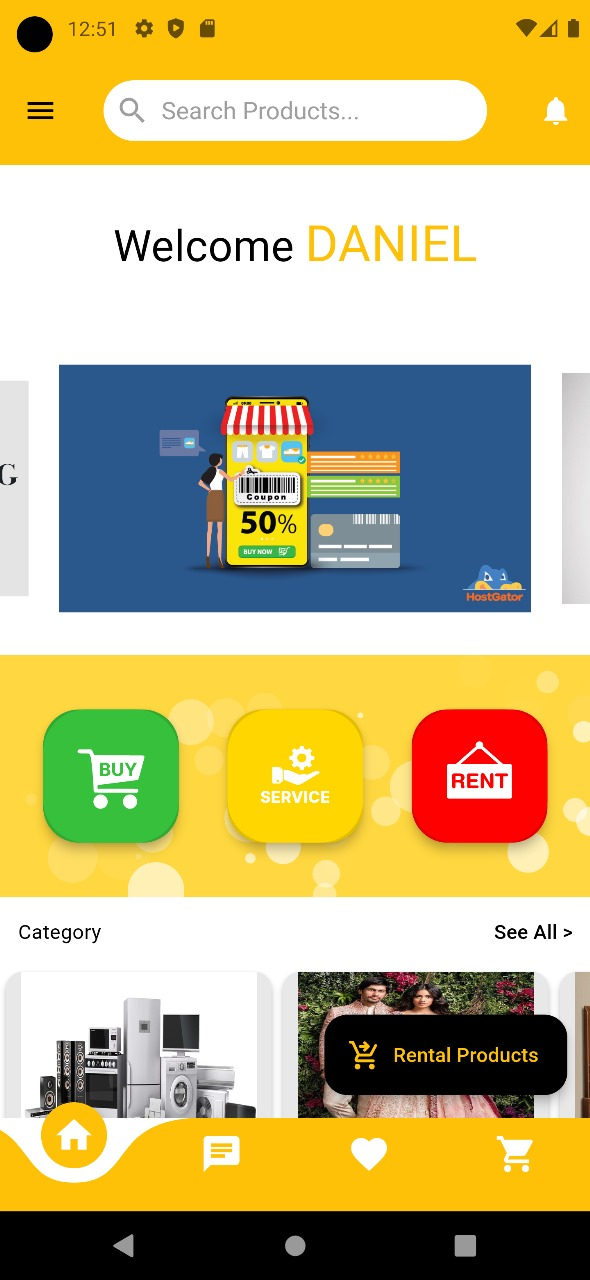 12:51
Search Products...
Welcome DANIEL
G
Coupon
50%
BUY NOW
HostGator
BUY
SERVICE
RENT
Category
See All >
Rental Products